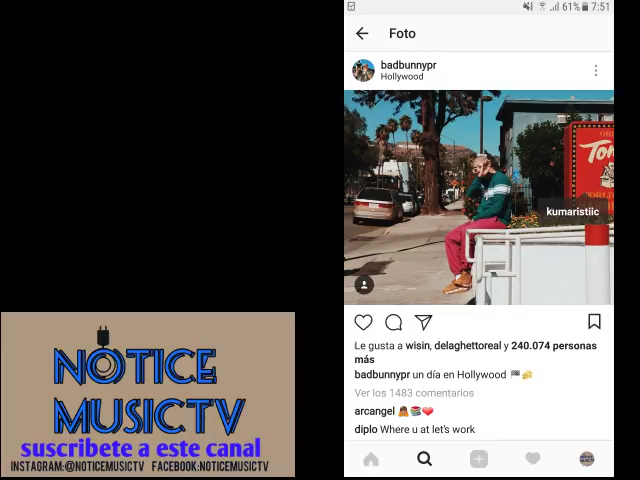 61% 7:51
Foto
badbunnypr
Hollywood
kumaristiic
Le gusta a wisin, delaghettoreal y 240.074 personas
más
badbunnypr un día en Hollywood
Ver los 1483 comentarios
arcangel
diplo Where u at let's work
NOTICE
MUSICTV
suscribete a este canal
INSTAGRAM:@NOTICEMUSICTV FACEBOOK:NOTICEMUSICTV